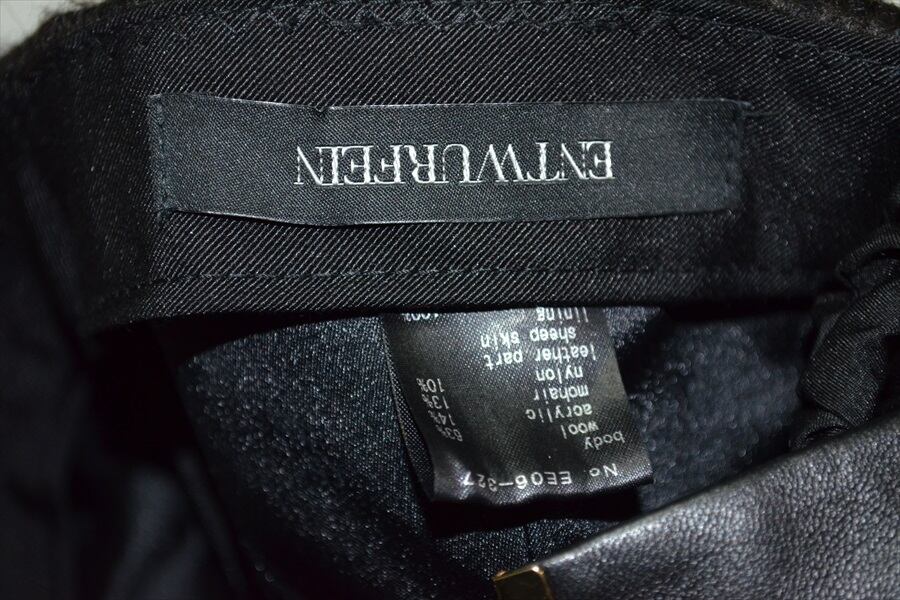 ENTWURFEIN
No EE06-327
body
wool 63%
acrylic 14%
mohair 13%
nylon 10%
leather part
sheep skin
lining